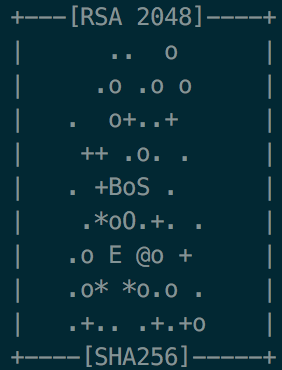 +---[RSA 2048]----+
|      ..  o      |
|     .o .o o     |
|   .  o+..+      |
|    ++ .o. .     |
|   . +BoS .      |
|    .*oO.+. .    |
|   .o E @o +     |
|   .o* *o.o .    |
|   .+.. .+.+o    |
+----[SHA256]-----+